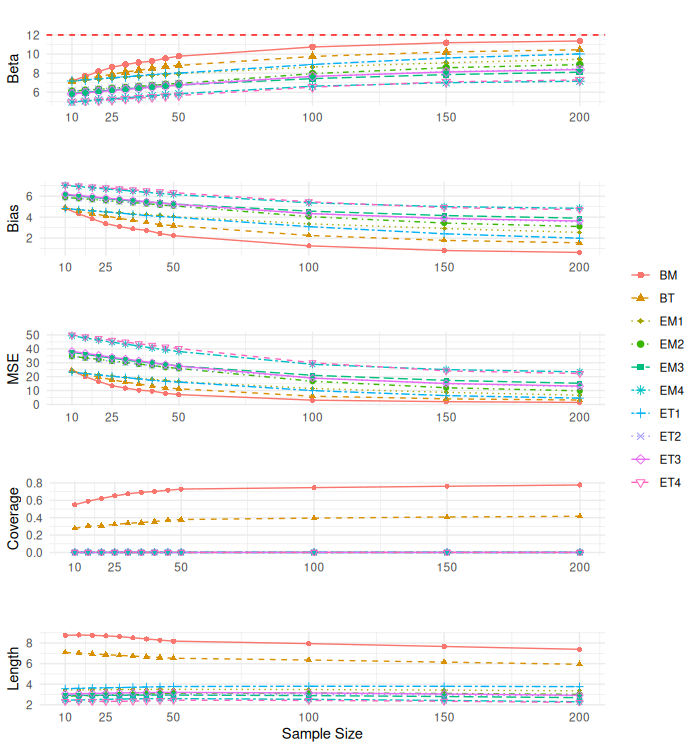 12
10
8
6
Beta
10 25 50 100 150 200
6
4
2
Bias
10 25 50 100 150 200
50
40
30
20
10
0
MSE
10 25 50 100 150 200
0.8
0.6
0.4
0.2
0.0
Coverage
10 25 50 100 150 200
8
6
4
2
Length
10 25 50 100 150 200
Sample Size
BM
BT
EM1
EM2
EM3
EM4
ET1
ET2
ET3
ET4